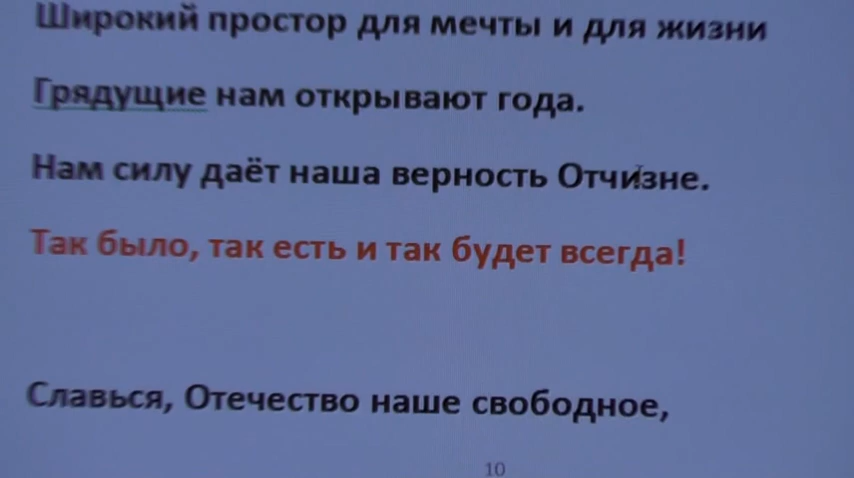 Широкий простор для мечты и для жизни
Грядущие нам открывают года.
Нам силу даёт наша верность Отчизне.
Так было, так есть и так будет всегда!
Славься, Отечество наше свободное,
10